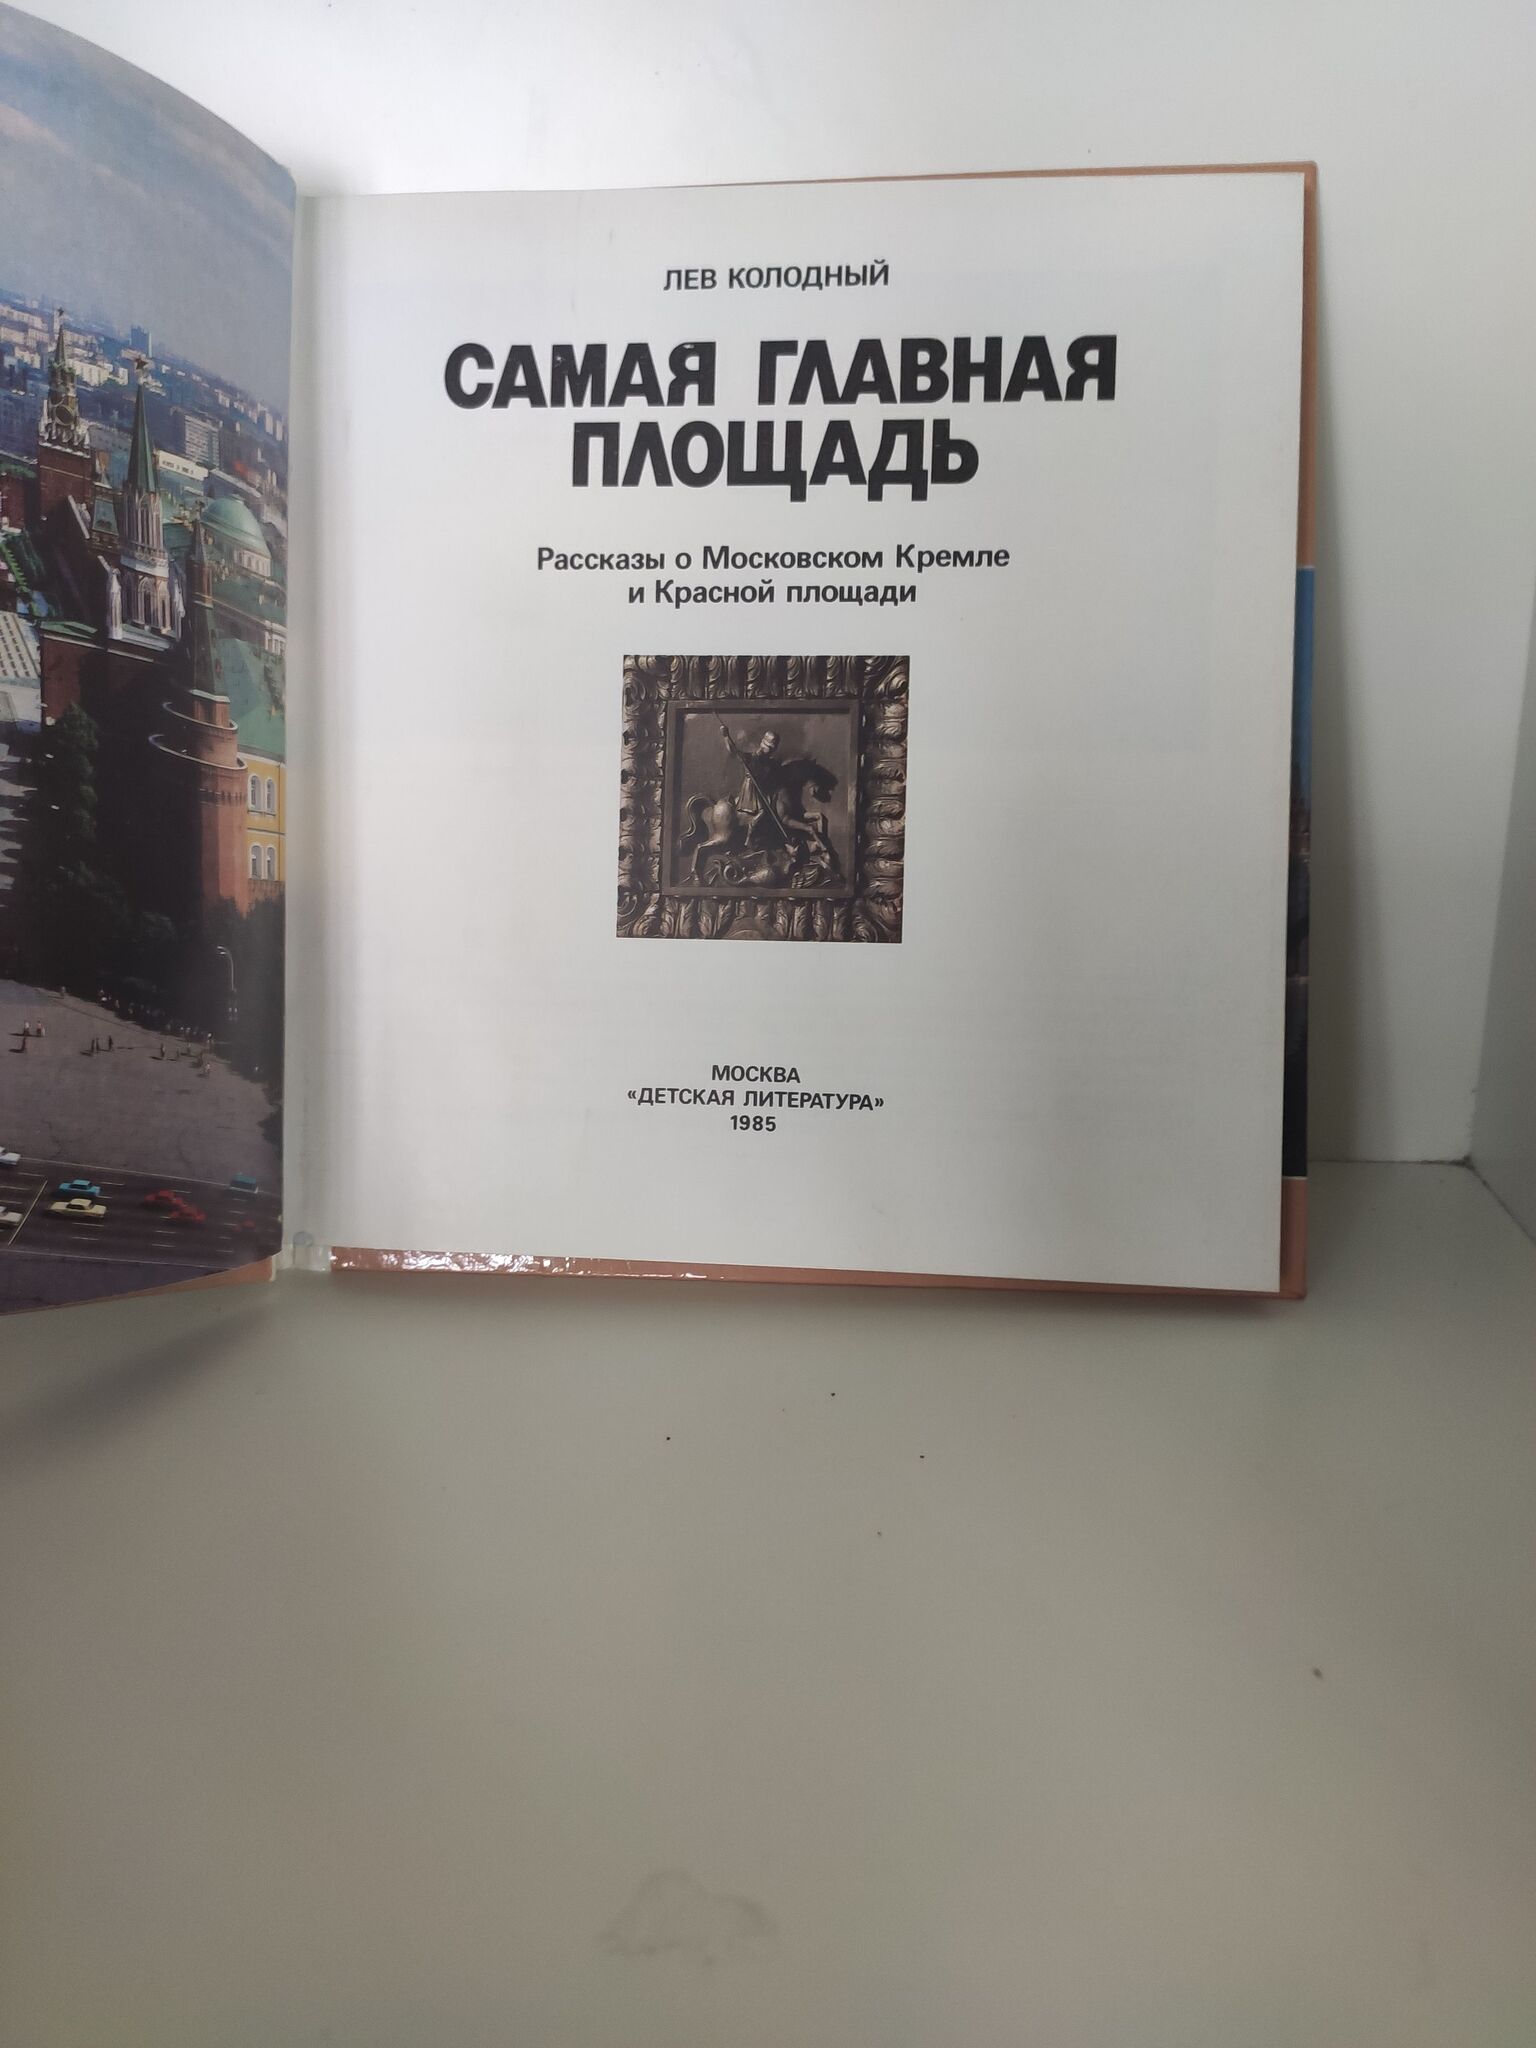 ЛЕВ КОЛОДНЫЙ
САМАЯ ГЛАВНАЯ
ПЛОЩАДЬ
Рассказы о Московском Кремле
и Красной площади
МОСКВА
«ДЕТСКАЯ ЛИТЕРАТУРА»
1985